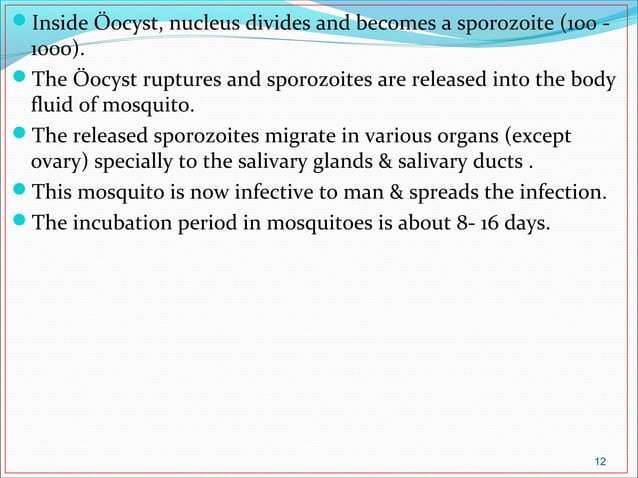 Inside Öocyst, nucleus divides and becomes a sporozoite (100 -
1000).
The Öocyst ruptures and sporozoites are released into the body
fluid of mosquito.
The released sporozoites migrate in various organs (except
ovary) specially to the salivary glands & salivary ducts .
This mosquito is now infective to man & spreads the infection.
The incubation period in mosquitoes is about 8- 16 days.
12